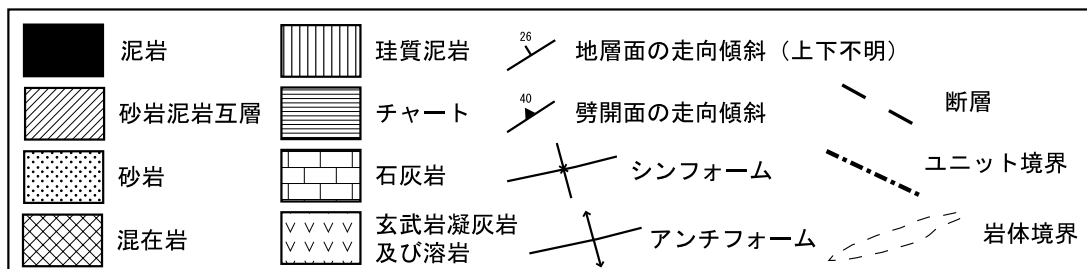 泥岩
砂岩泥岩互層
砂岩
混在岩
珪質泥岩
チャート
石灰岩
玄武岩凝灰岩
及び溶岩
26
地層面の走向傾斜（上下不明）
40
劈開面の走向傾斜
シンフォーム
アンチフォーム
断層
ユニット境界
岩体境界